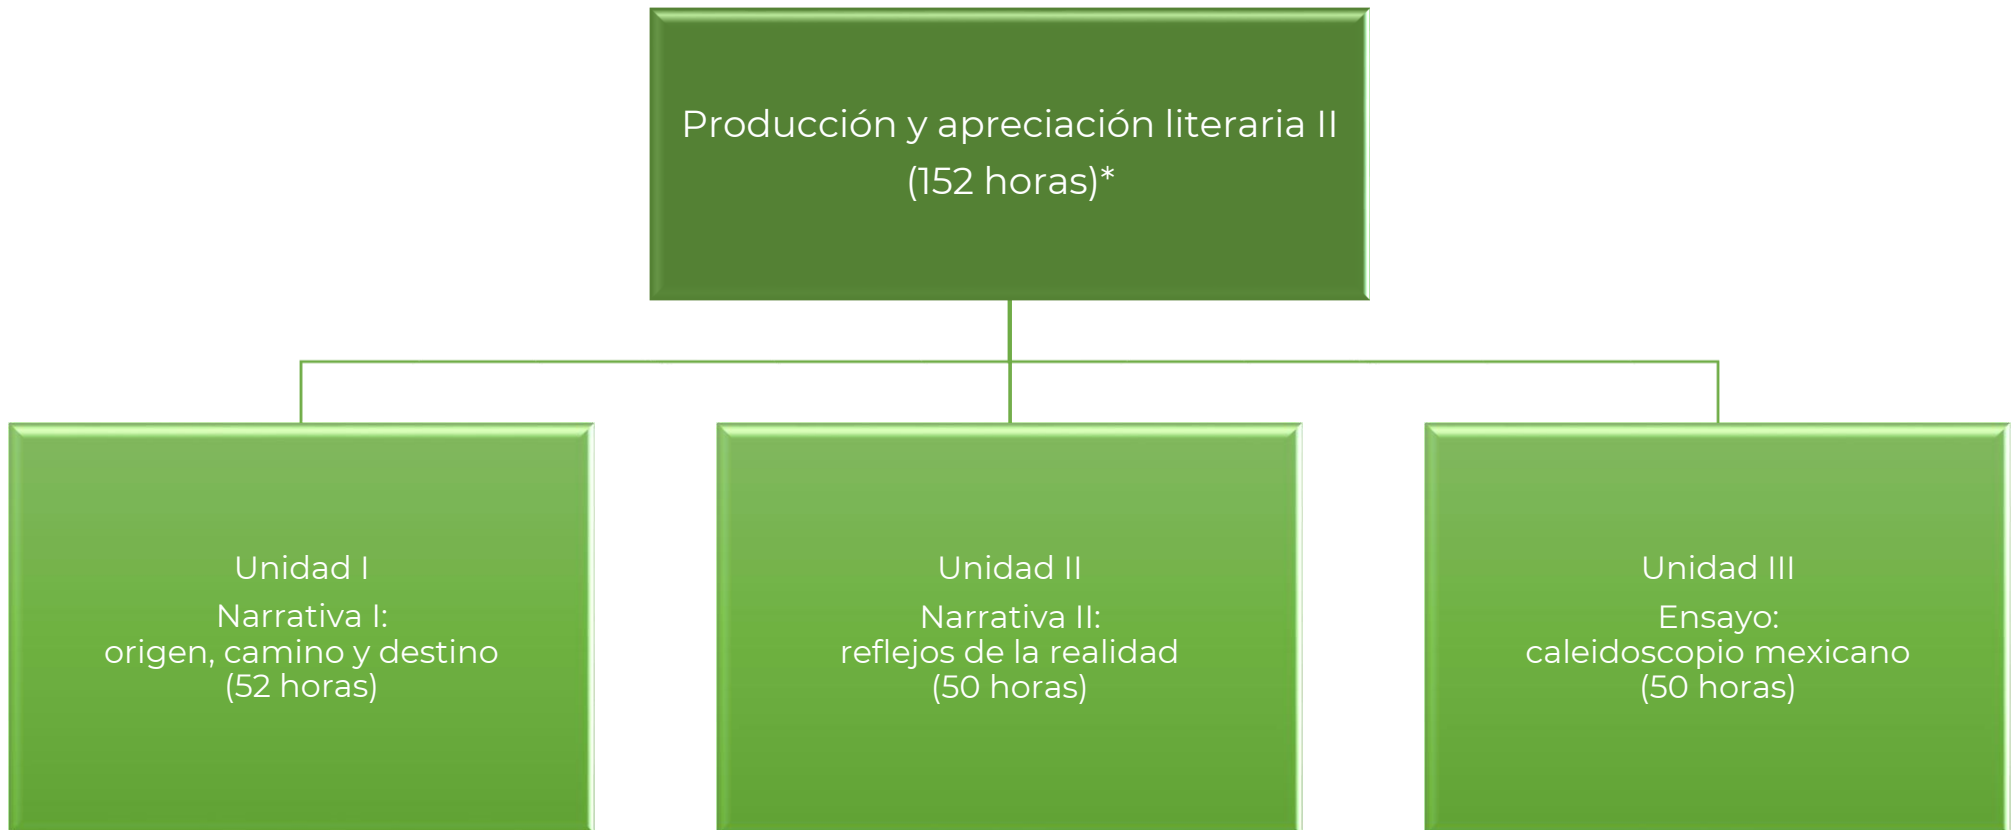 Producción y apreciación literaria II
(152 horas)*
Unidad I
Narrativa I:
origen, camino y destino
(52 horas)
Unidad II
Narrativa II:
reflejos de la realidad
(50 horas)
Unidad III
Ensayo:
caleidoscopio mexicano
(50 horas)